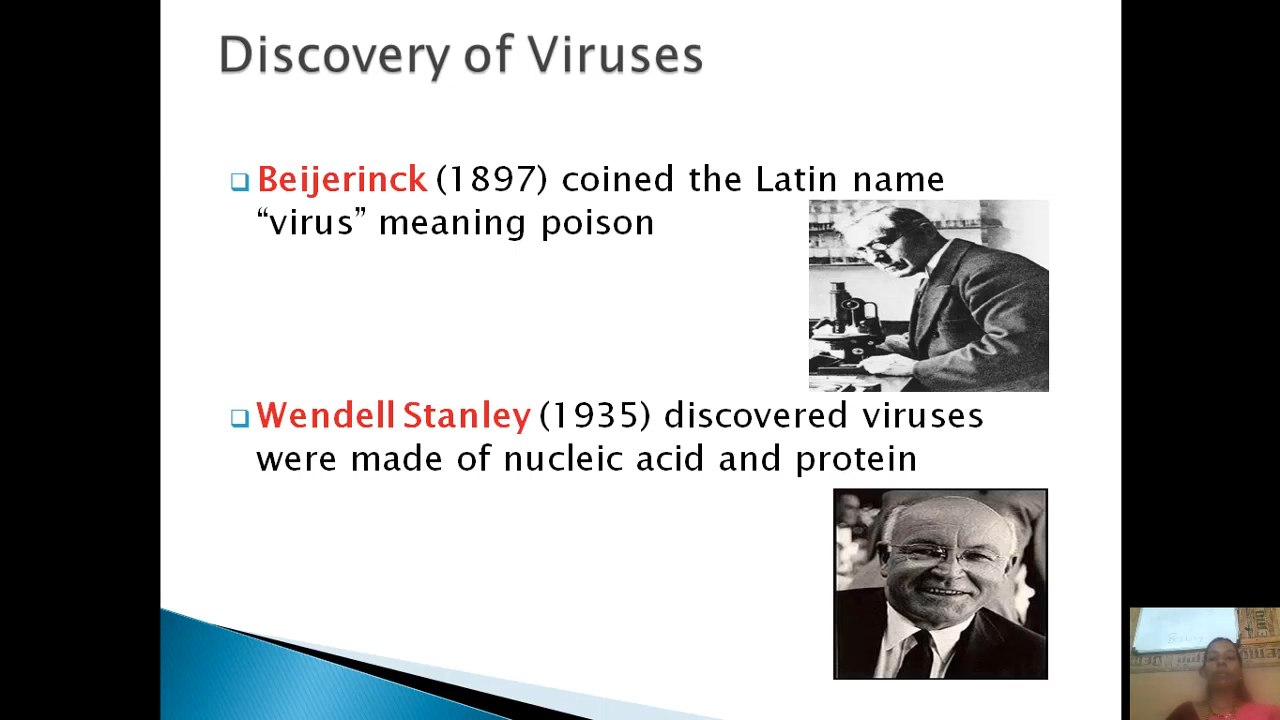 Discovery of Viruses
❑ Beijerinck (1897) coined the Latin name
“virus” meaning poison
❑ Wendell Stanley (1935) discovered viruses
were made of nucleic acid and protein